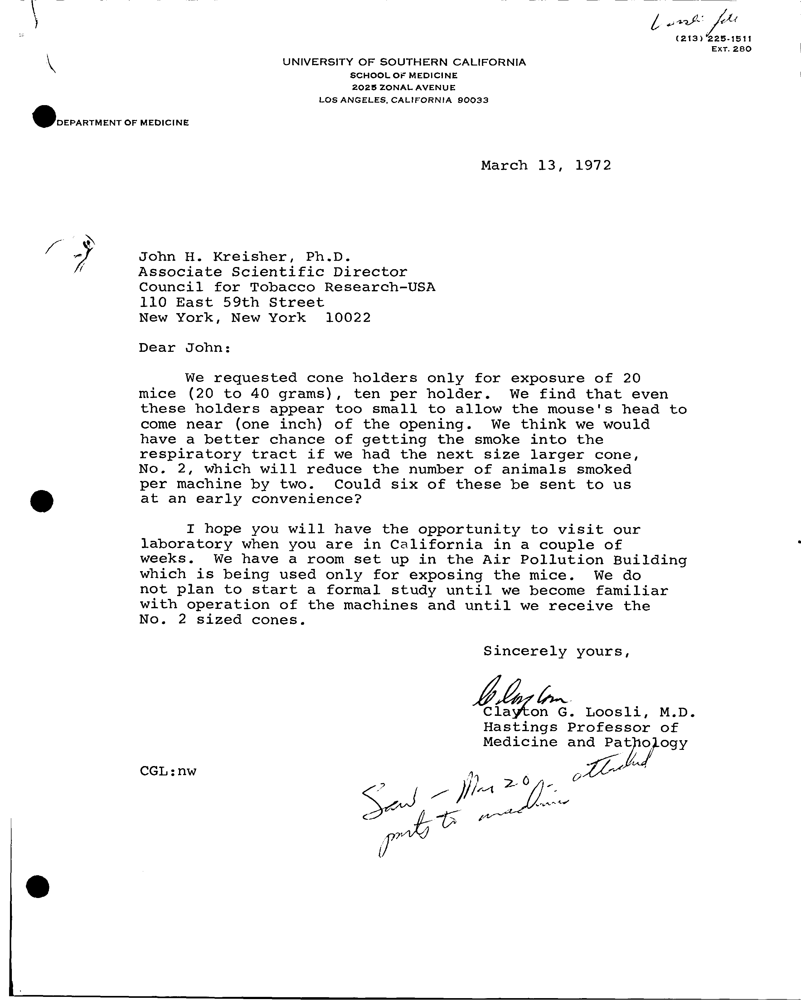 Loosli file
(213) 225-1511
EXT. 280
UNIVERSITY OF SOUTHERN CALIFORNIA
SCHOOL OF MEDICINE
2025 ZONAL AVENUE
LOS ANGELES, CALIFORNIA 90033
DEPARTMENT OF MEDICINE
March 13, 1972
John H. Kreisher, Ph.D.
Associate Scientific Director
Council for Tobacco Research-USA
110 East 59th Street
New York, New York 10022
Dear John:
We requested cone holders only for exposure of 20
mice (20 to 40 grams), ten per holder. We find that even
these holders appear too small to allow the mouse's head to
come near (one inch) of the opening. We think we would
have a better chance of getting the smoke into the
respiratory tract if we had the next size larger cone,
No. 2, which will reduce the number of animals smoked
per machine by two. Could six of these be sent to us
at an early convenience?
I hope you will have the opportunity to visit our
laboratory when you are in California in a couple of
weeks. We have a room set up in the Air Pollution Building
which is being used only for exposing the mice. We do
not plan to start a formal study until we become familiar
with operation of the machines and until we receive the
No. 2 sized cones.
Sincerely yours,
Clayton
Clayton G. Loosli, M.D.
Hastings Professor of
Medicine and Pathology
CGL:nw
Mar 20 - attached
parts to machine